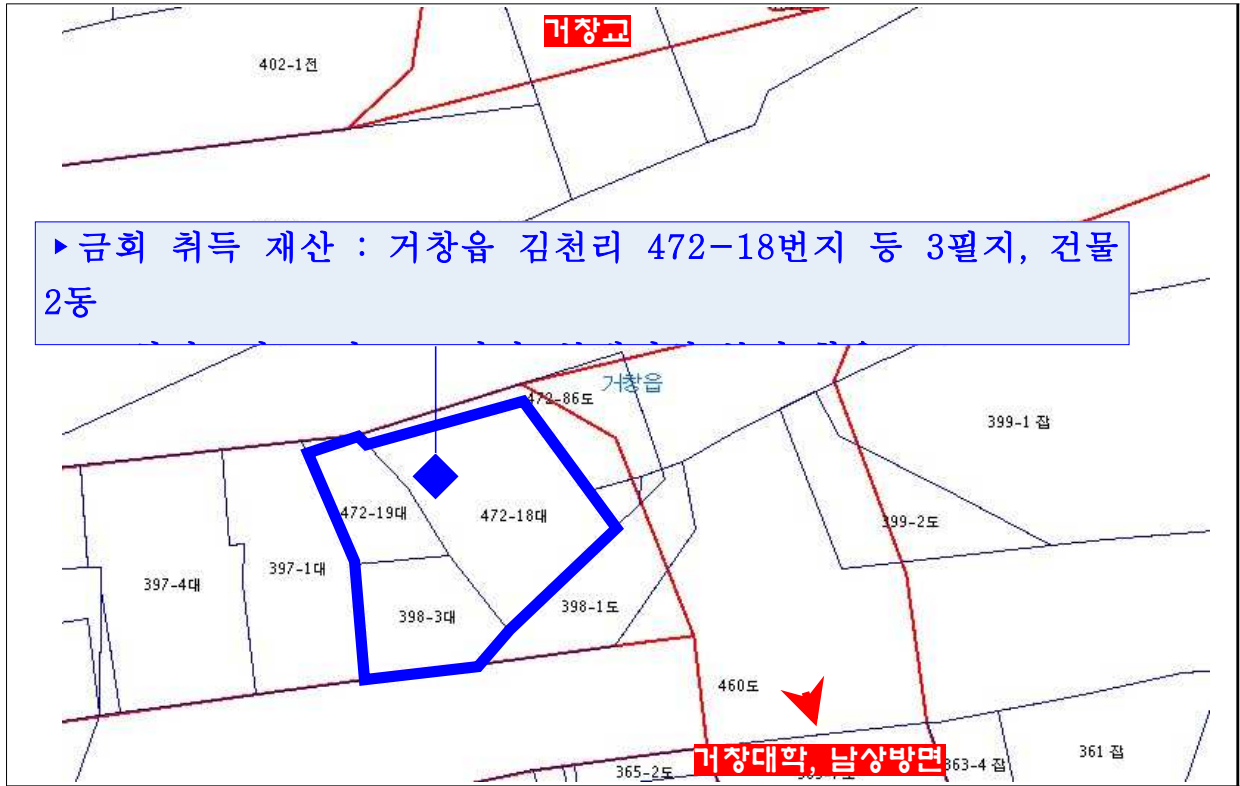 거창교
402-1전
▶금회 취득 재산 : 거창읍 김천리 472-18번지 등 3필지, 건물
2동
거창읍
472-86도
399-1 잡
472-19대
472-18대
399-2도
397-4대
397-1대
398-3대
398-1도
460도
거창대학, 남상방면
365-2도
363-4 잡
361 잡